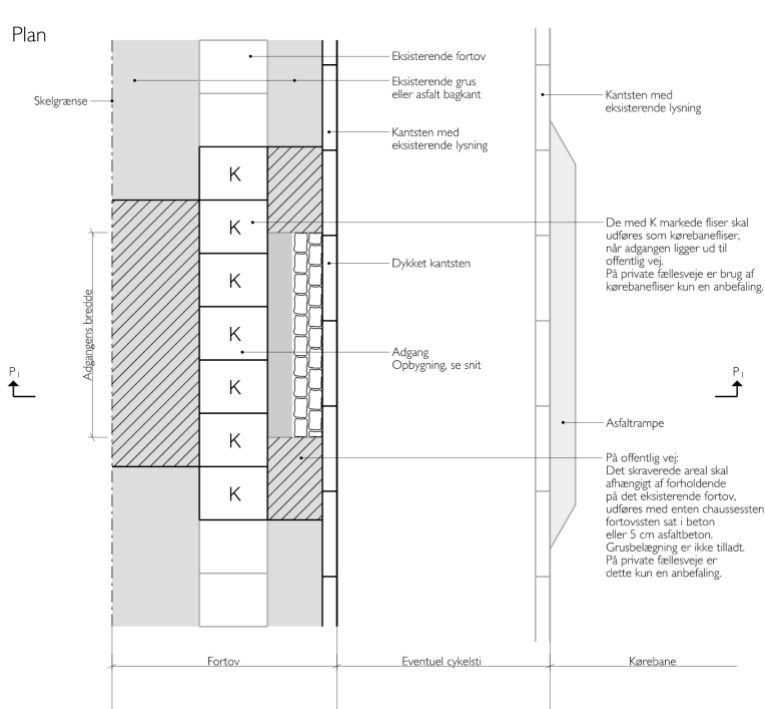 Plan
Eksisterende fortov
Eksisterende grus
eller asfalt bagkant
Skelgrænse
Kantsten med
eksisterende lysning
Kantsten med
eksisterende lysning
K
K
K
K
K
K
K
De med K markede fliser skal
udføres som kørebanefliser,
når adgangen ligger ud til
offentlig vej.
På private fællesveje er brug af
kørebanefliser kun en anbefaling.
Dykket kantsten
Adgangens bredde
Adgang
Opbygning, se snit
P1
P1
Asfaltrampe
På offentlig vej:
Det skraverede areal skal
afhængigt af forholdende
på det eksisterende fortov,
udføres med enten chaussessten
fortovssten sat i beton
eller 5 cm asfaltbeton.
Grusbelægning er ikke tilladt.
På private fællesveje er
dette kun en anbefaling.
Fortov
Eventuel cykelsti
Kørebane